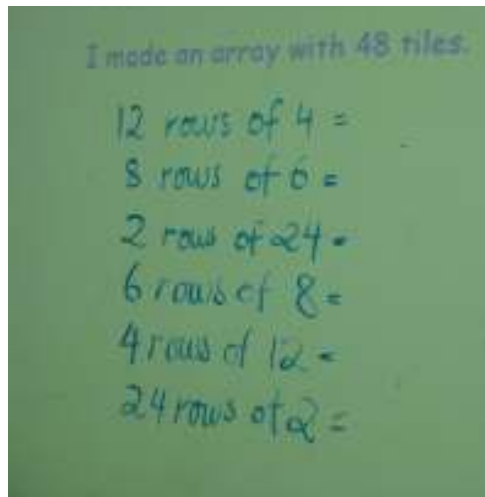 I made an array with 48 tiles.
12 rows of 4 =
8 rows of 6 =
2 rows of 24 =
6 rows of 8 =
4 rows of 12 =
24 rows of 2 =